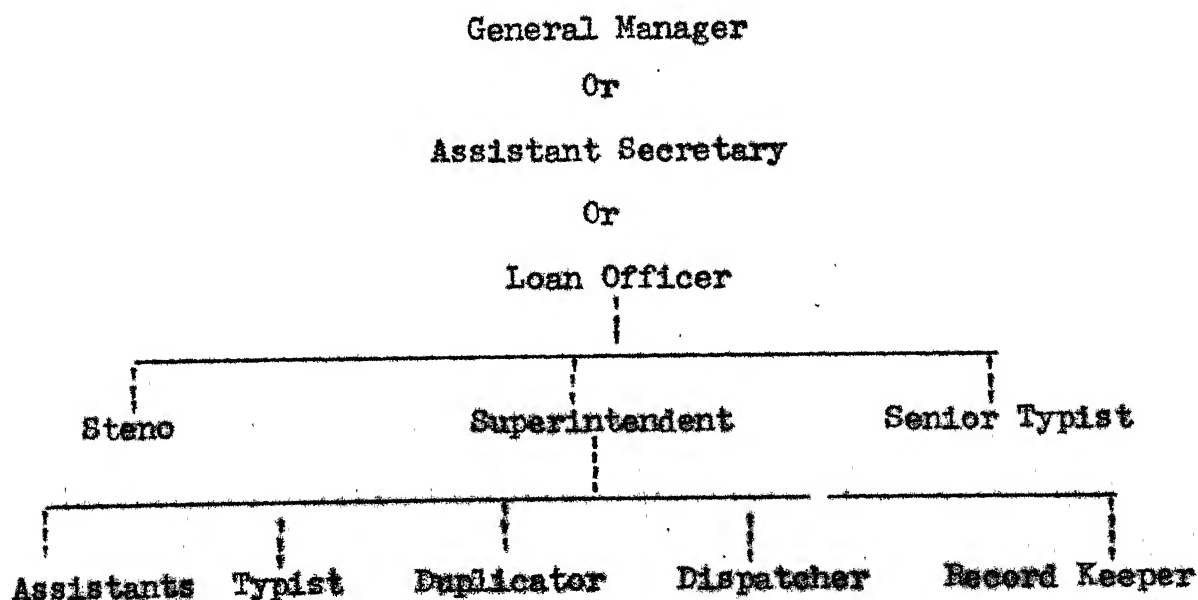 General Manager
Or
Assistant Secretary
Or
Loan Officer
Steno Superintendent Senior Typist
Assistants Typist Duplicator Dispatcher Record Keeper